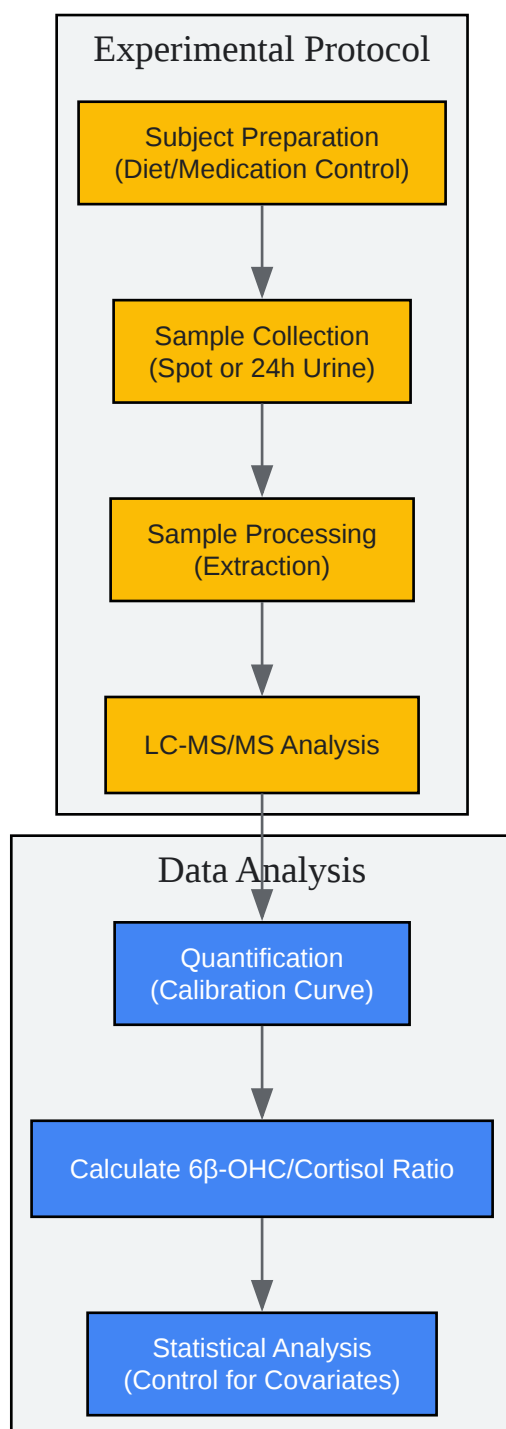 Experimental Protocol
Subject Preparation
(Diet/Medication Control)
Sample Collection
(Spot or 24h Urine)
Sample Processing
(Extraction)
LC-MS/MS Analysis
Data Analysis
Quantification
(Calibration Curve)
Calculate 6β-OHC/Cortisol Ratio
Statistical Analysis
(Control for Covariates)